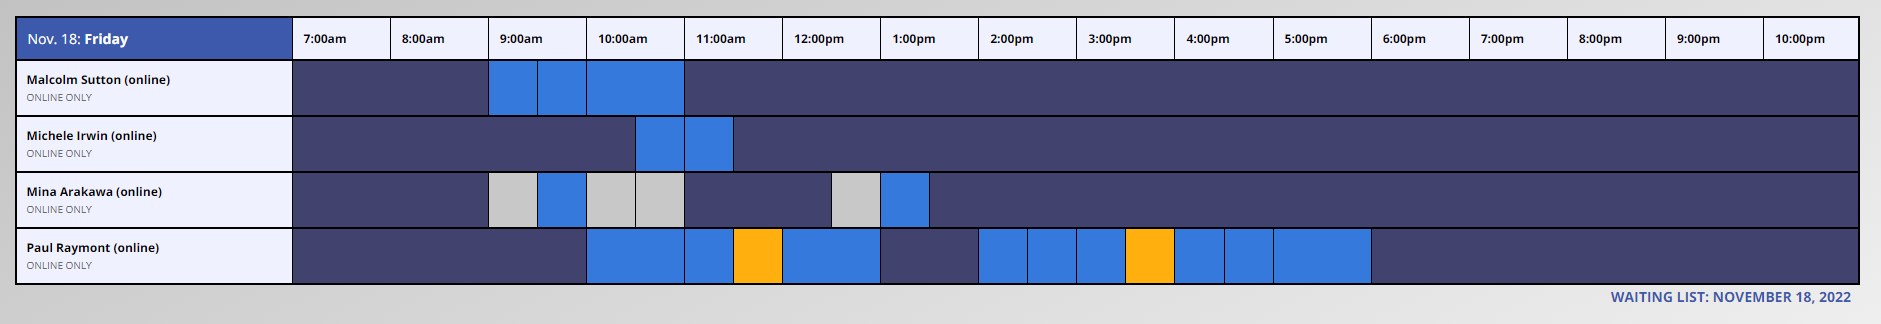 Nov. 18: Friday 7:00am 8:00am 9:00am 10:00am 11:00am 12:00pm 1:00pm 2:00pm 3:00pm 4:00pm 5:00pm 6:00pm 7:00pm 8:00pm 9:00pm 10:00pm
Malcolm Sutton (online)
ONLINE ONLY
Michele Irwin (online)
ONLINE ONLY
Mina Arakawa (online)
ONLINE ONLY
Paul Raymont (online)
ONLINE ONLY
WAITING LIST: NOVEMBER 18, 2022